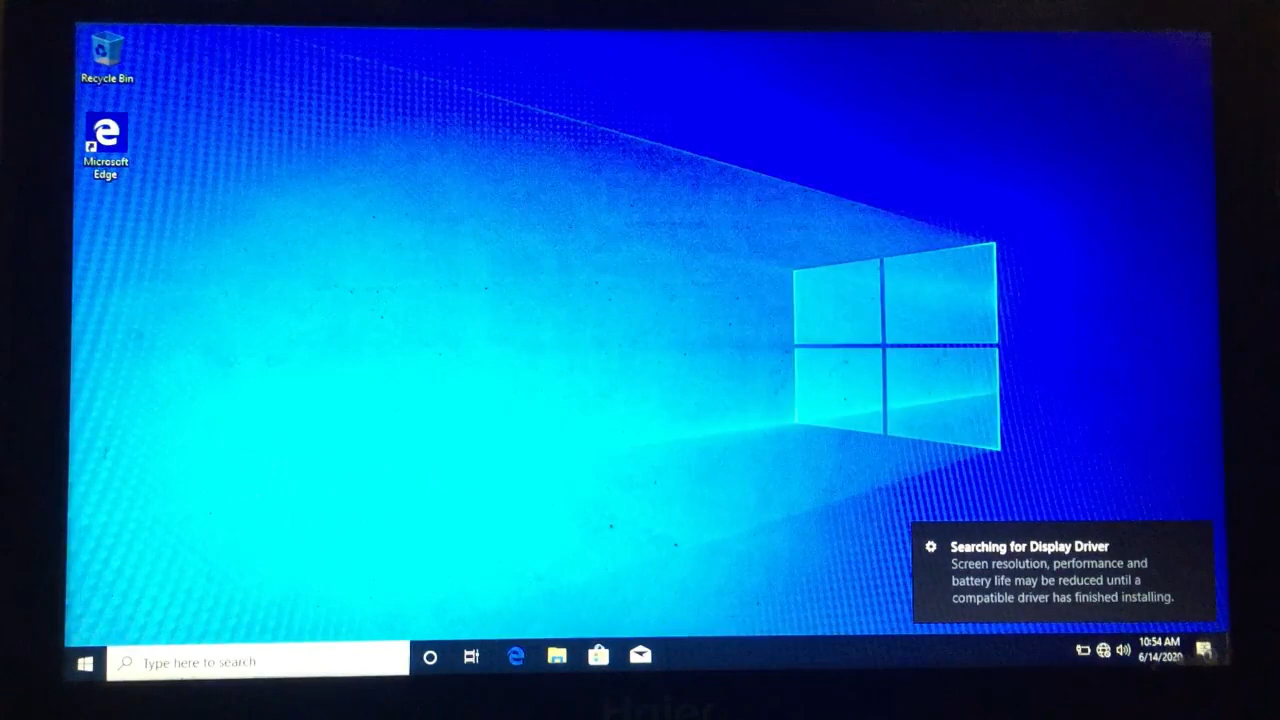 Recycle Bin
Microsoft
Edge
Searching for Display Driver
Screen resolution, performance and
battery life may be reduced until a
compatible driver has finished installing.
Type here to search
10:54 AM
6/14/2020
Haier